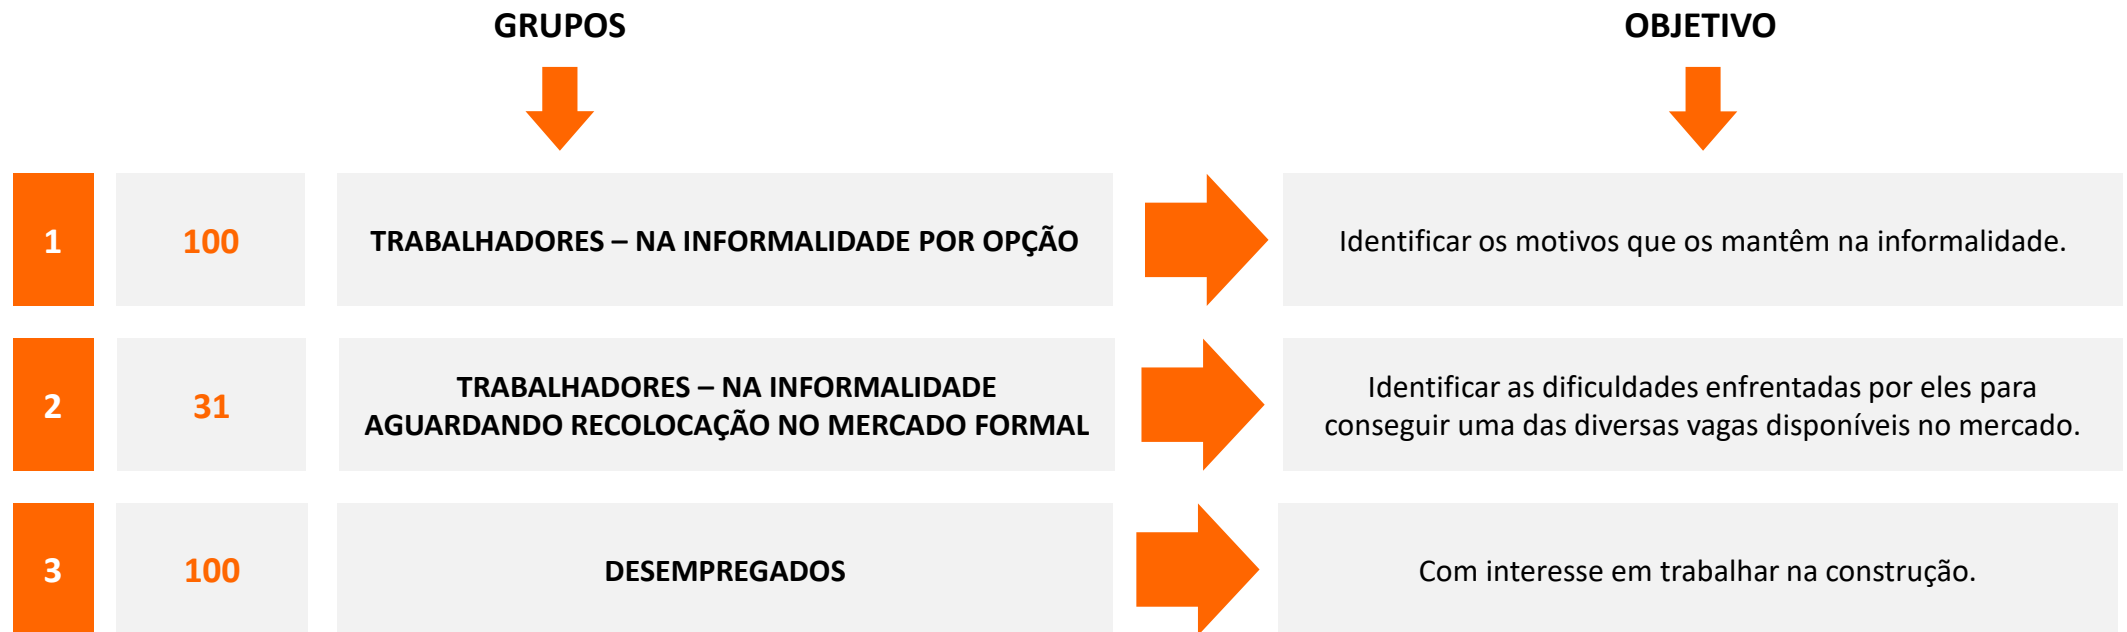 GRUPOS
OBJETIVO
1
100
TRABALHADORES – NA INFORMALIDADE POR OPÇÃO
Identificar os motivos que os mantêm na informalidade.
2
31
TRABALHADORES – NA INFORMALIDADE
AGUARDANDO RECOLOCAÇÃO NO MERCADO FORMAL
Identificar as dificuldades enfrentadas por eles para
conseguir uma das diversas vagas disponíveis no mercado.
3
100
DESEMPREGADOS
Com interesse em trabalhar na construção.